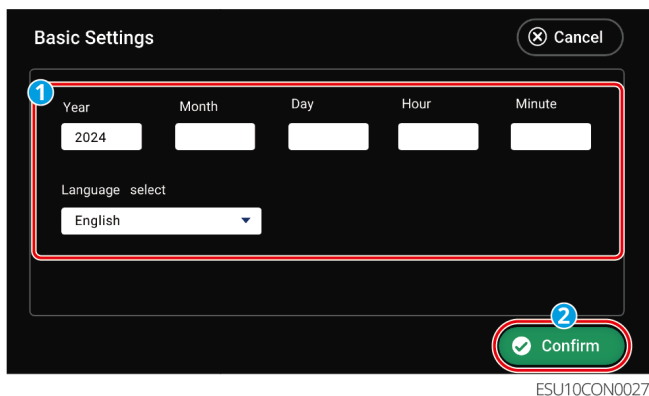 Basic Settings
Cancel
1
Year Month Day Hour Minute
2024
Language select
English
2
Confirm
ESU10CON0027